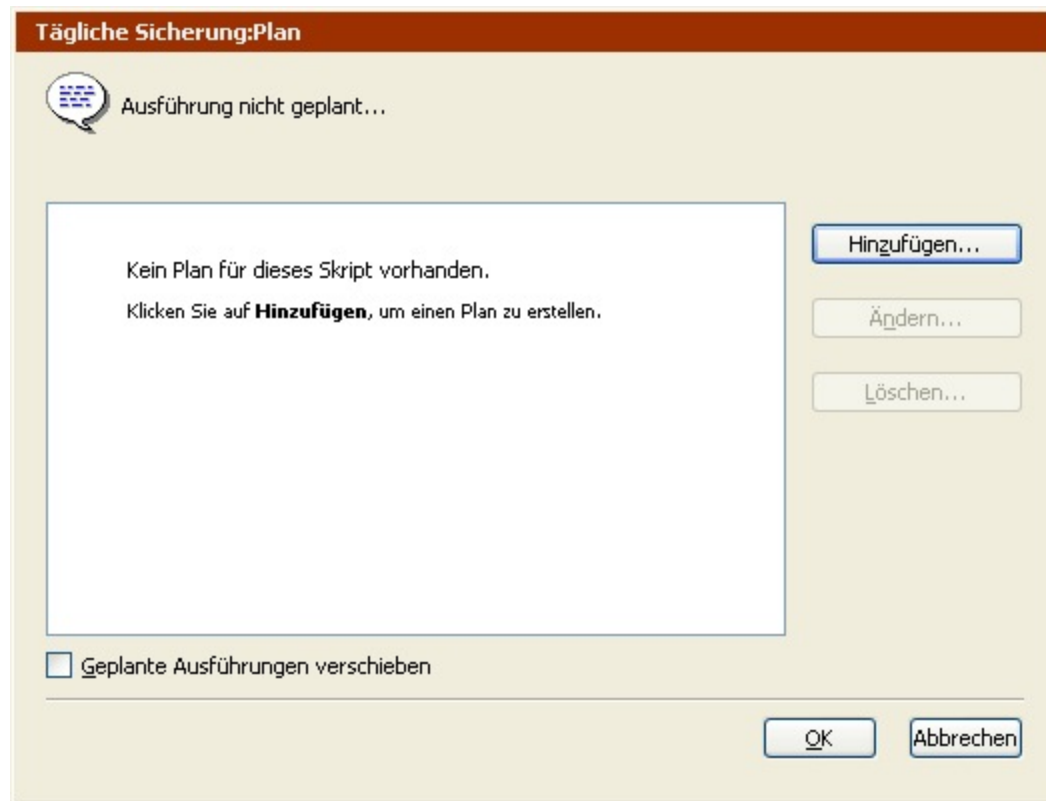 Tägliche Sicherung:Plan
Ausführung nicht geplant...
Kein Plan für dieses Skript vorhanden.
Klicken Sie auf Hinzufügen, um einen Plan zu erstellen.
Hinzufügen...
Ändern...
Löschen...
Geplante Ausführungen verschieben
OK
Abbrechen